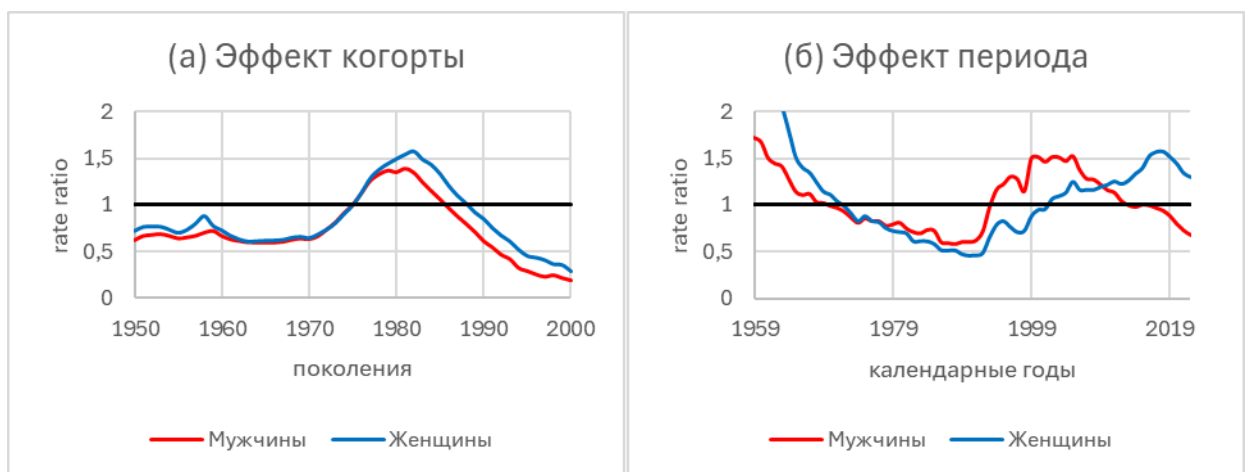 (а) Эффект когорты
2
1,5
1
0,5
0
rate ratio
1950 1960 1970 1980 1990 2000
поколения
Мужчины Женщины
(б) Эффект периода
2
1,5
1
0,5
0
rate ratio
1959 1979 1999 2019
календарные годы
Мужчины Женщины